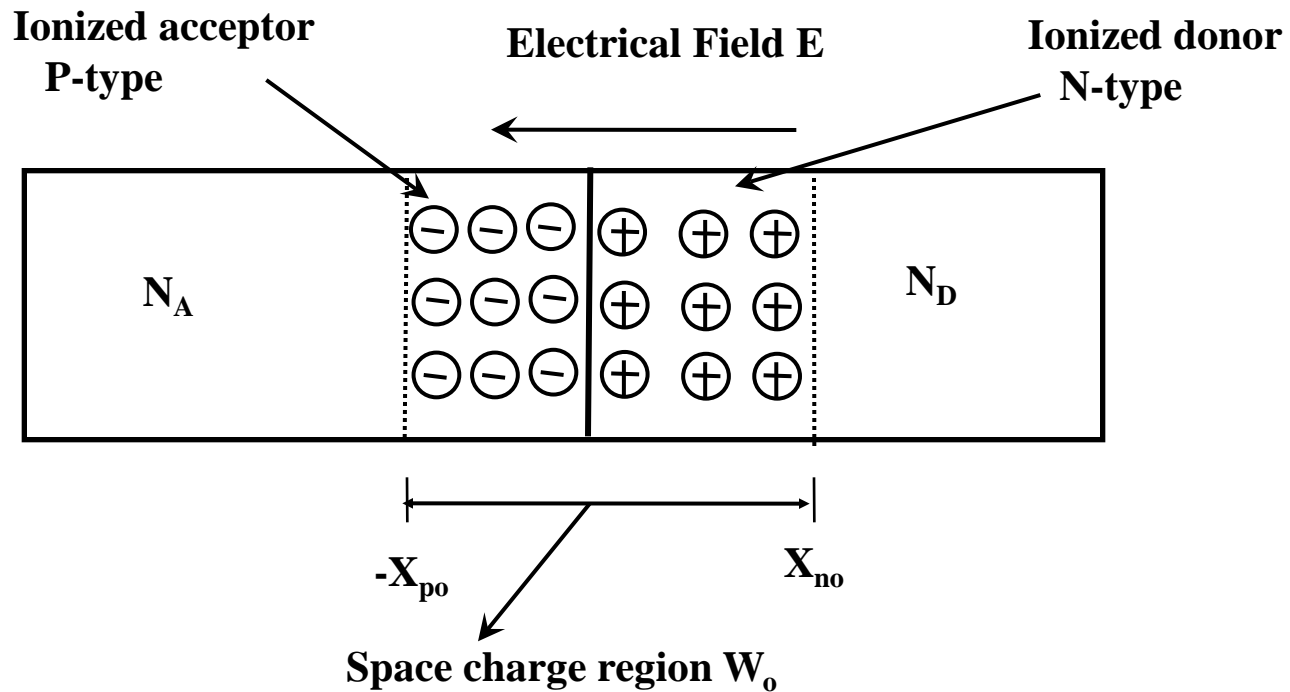 Ionized acceptor
P-type
Electrical Field E
Ionized donor
N-type
N_A
N_D
-X_po
X_no
Space charge region W_o